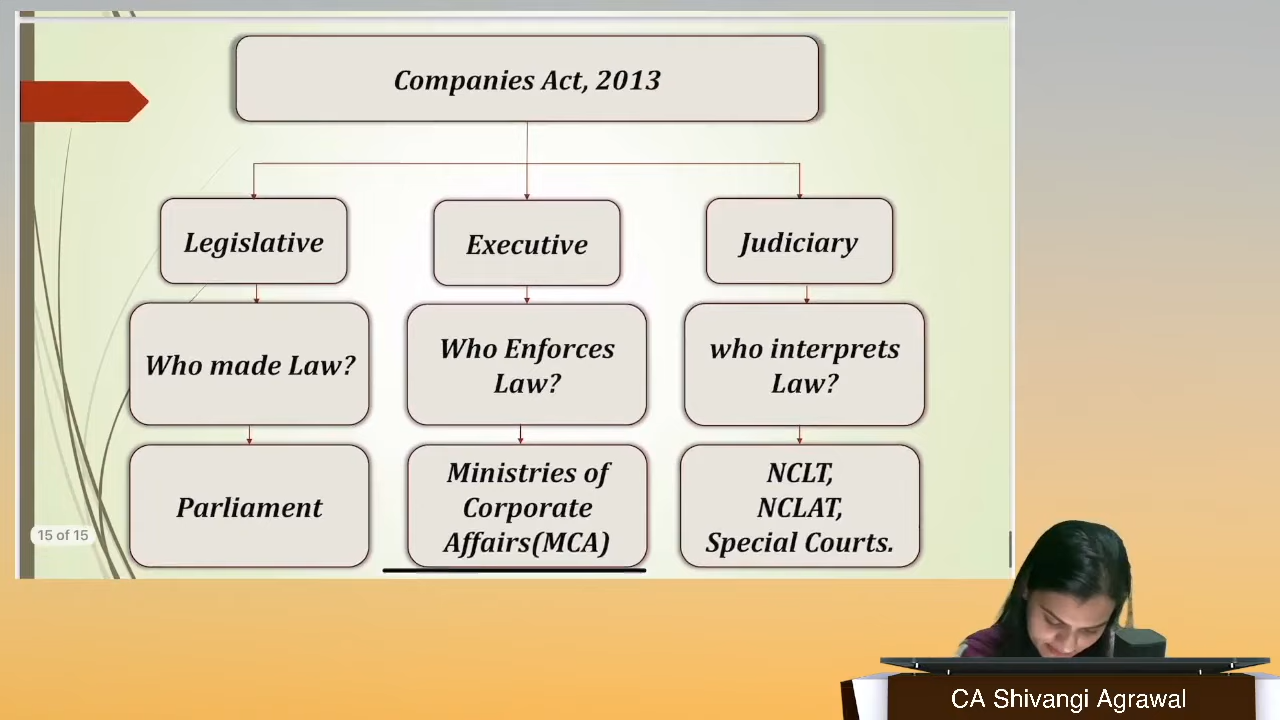 Companies Act, 2013
Legislative
Executive
Judiciary
Who made Law?
Who Enforces
Law?
who interprets
Law?
Parliament
Ministries of
Corporate
Affairs(MCA)
NCLT,
NCLAT,
Special Courts.
15 of 15
CA Shivangi Agrawal